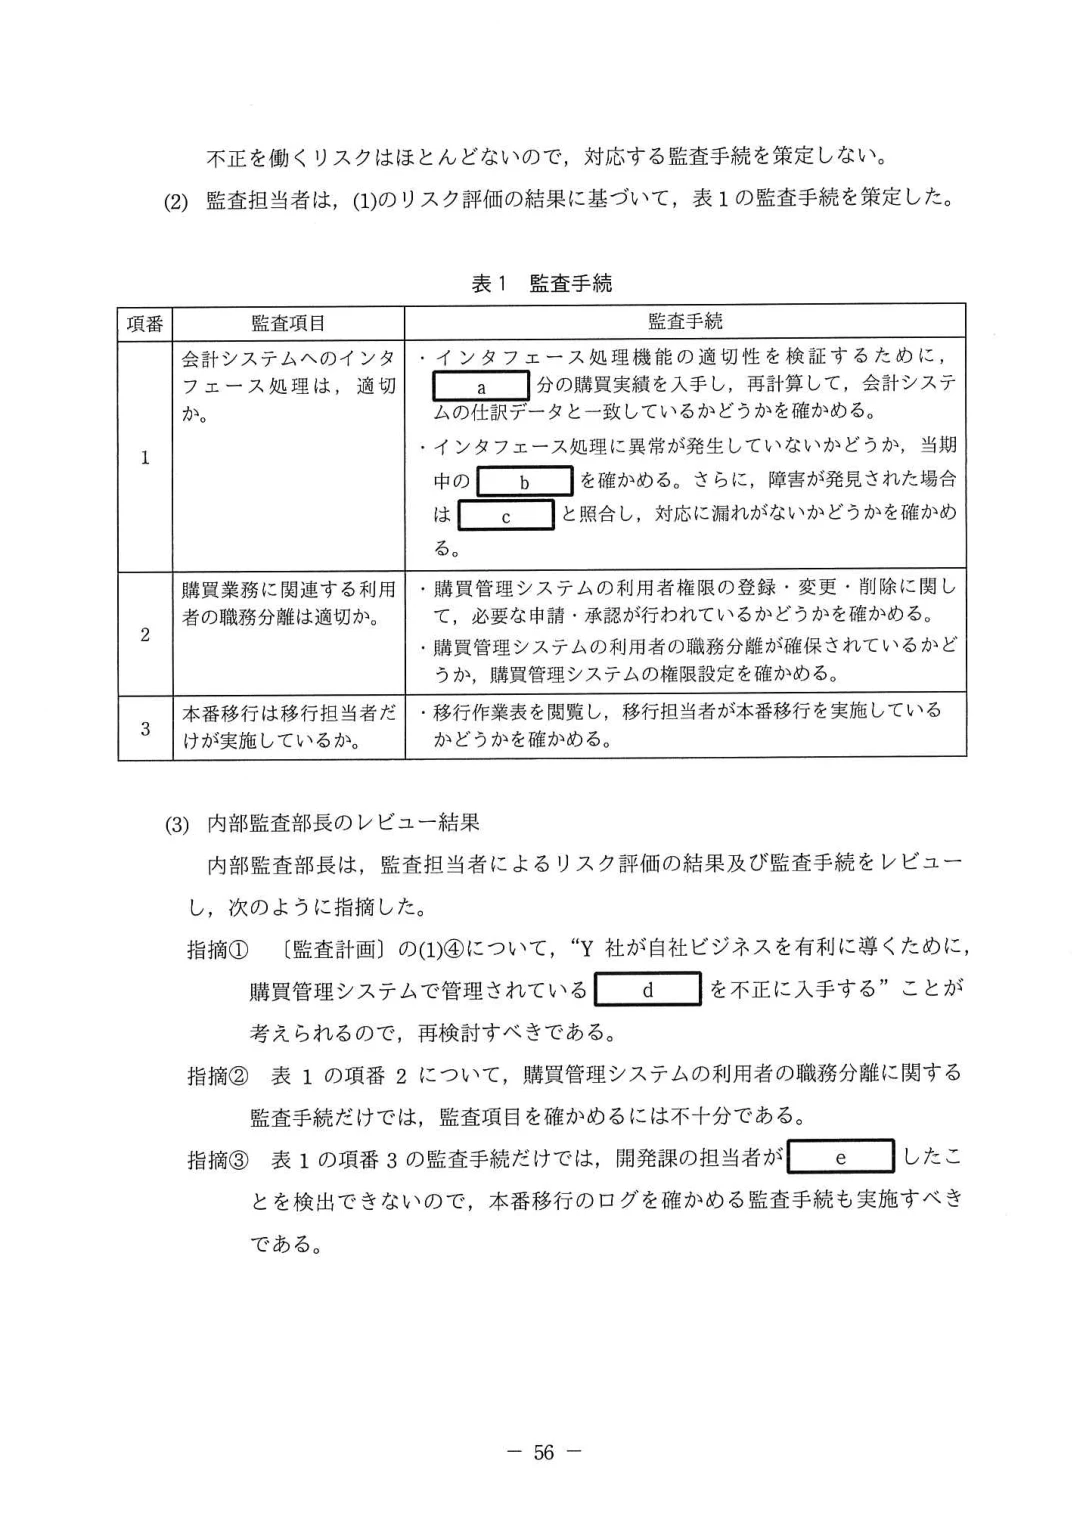 不正を働くリスクはほとんどないので，対応する監査手続を策定しない。
(2) 監査担当者は，(1)のリスク評価の結果に基づいて，表1の監査手続を策定した。
表1 監査手続
項番 監査項目 監査手続
1
会計システムへのインタ
フェース処理は，適切
か。
・インタフェース処理機能の適切性を検証するために，
a 分の購買実績を入手し，再計算して，会計システ
ムの仕訳データと一致しているかどうかを確かめる。
・インタフェース処理に異常が発生していないかどうか，当期
中の b を確かめる。さらに，障害が発見された場合
は c と照合し，対応に漏れがないかどうかを確かめ
る。
2
購買業務に関連する利用
者の職務分離は適切か。
・購買管理システムの利用者権限の登録・変更・削除に関し
て，必要な申請・承認が行われているかどうかを確かめる。
・購買管理システムの利用者の職務分離が確保されているかど
うか，購買管理システムの権限設定を確かめる。
3
本番移行は移行担当者だ
けが実施しているか。
・移行作業表を閲覧し，移行担当者が本番移行を実施している
かどうかを確かめる。
(3) 内部監査部長のレビュー結果
内部監査部長は，監査担当者によるリスク評価の結果及び監査手続をレビュー
し，次のように指摘した。
指摘① 〔監査計画〕の(1)④について，“Y 社が自社ビジネスを有利に導くために，
購買管理システムで管理されている d を不正に入手する”ことが
考えられるので，再検討すべきである。
指摘② 表 1 の項番 2 について，購買管理システムの利用者の職務分離に関する
監査手続だけでは，監査項目を確かめるには不十分である。
指摘③ 表 1 の項番 3 の監査手続だけでは，開発課の担当者が e したこ
とを検出できないので，本番移行のログを確かめる監査手続も実施すべき
である。
－ 56 －